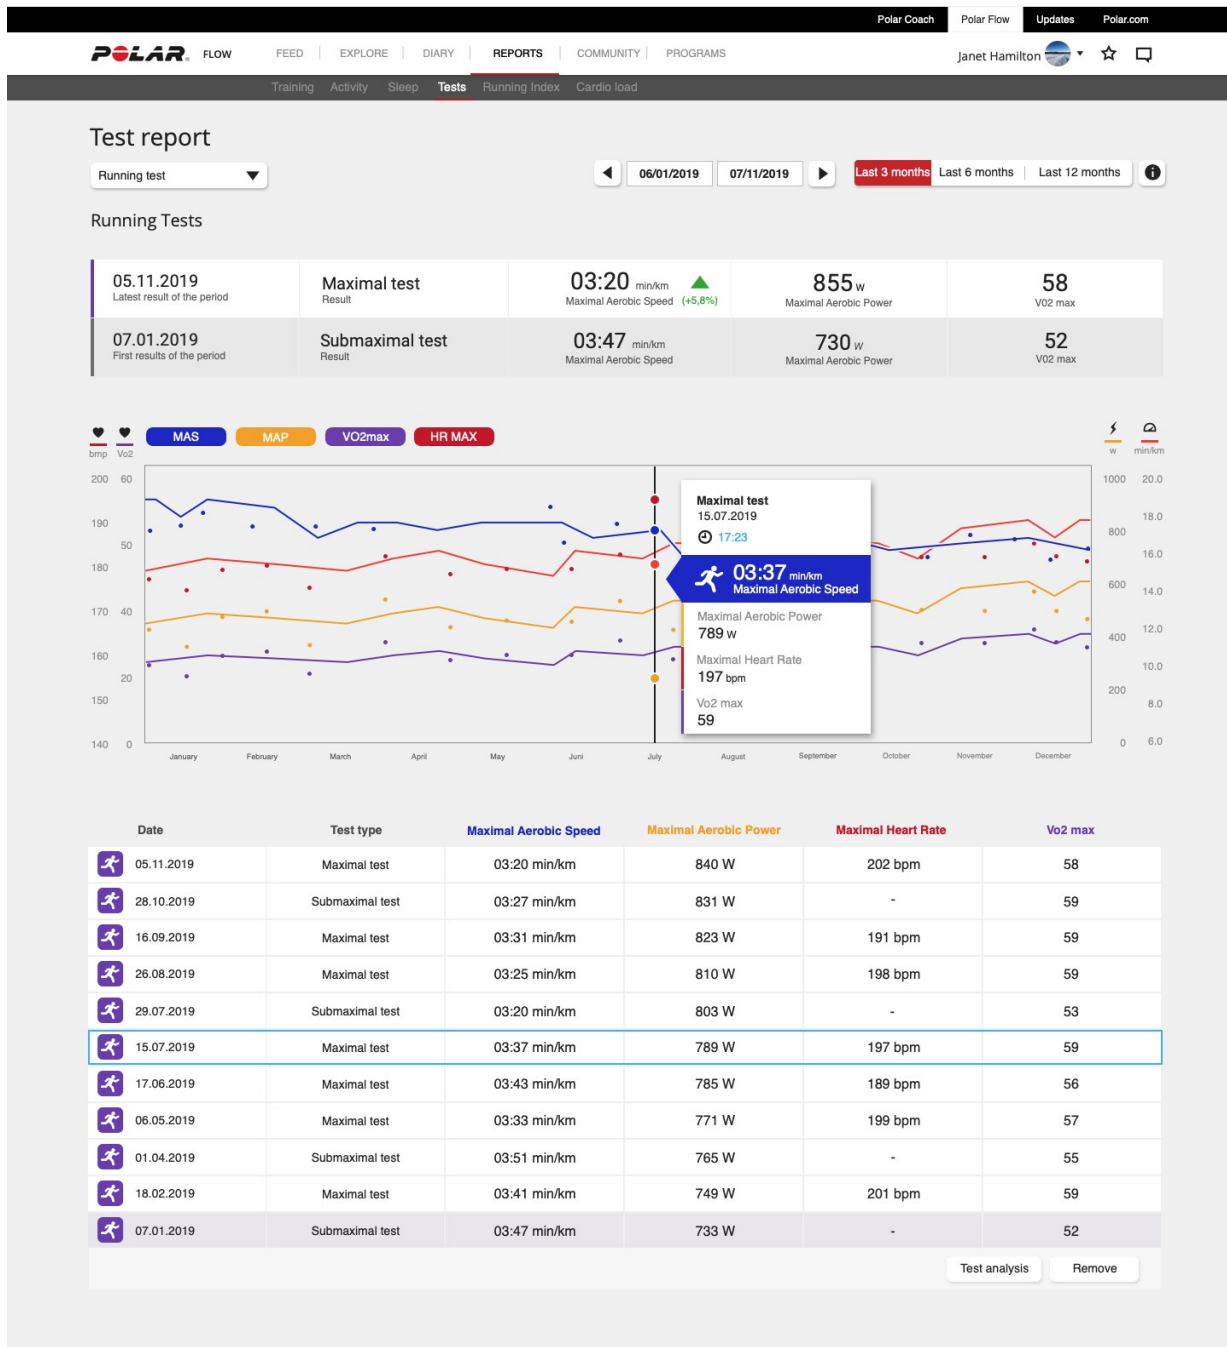 Polar Coach Polar Flow Updates Polar.com
POLAR. FLOW FEED EXPLORE DIARY REPORTS COMMUNITY PROGRAMS Janet Hamilton
Training Activity Sleep Tests Running Index Cardio load
Test report
Running test 06/01/2019 07/11/2019 Last 3 months Last 6 months Last 12 months
Running Tests
05.11.2019 Maximal test 03:20 min/km 855 w 58
Latest result of the period Result Maximal Aerobic Speed (+5,8%) Maximal Aerobic Power V02 max
07.01.2019 Submaximal test 03:47 min/km 730 w 52
First results of the period Result Maximal Aerobic Speed Maximal Aerobic Power V02 max
MAS MAP VO2max HR MAX
bmp Vo2 w min/km
200 60 1000 20.0
Maximal test
15.07.2019
190 800 18.0
17:23
50 16.0
180
03:37 min/km
Maximal Aerobic Speed
600 14.0
170 40
Maximal Aerobic Power
789 w
400 12.0
160
Maximal Heart Rate
197 bpm
10.0
20
200
150 8.0
Vo2 max
59
140 0 0 6.0
January February March April May Juni July August September October November December
Date Test type Maximal Aerobic Speed Maximal Aerobic Power Maximal Heart Rate Vo2 max
05.11.2019 Maximal test 03:20 min/km 840 W 202 bpm 58
28.10.2019 Submaximal test 03:27 min/km 831 W - 59
16.09.2019 Maximal test 03:31 min/km 823 W 191 bpm 59
26.08.2019 Maximal test 03:25 min/km 810 W 198 bpm 59
29.07.2019 Submaximal test 03:20 min/km 803 W - 53
15.07.2019 Maximal test 03:37 min/km 789 W 197 bpm 59
17.06.2019 Maximal test 03:43 min/km 785 W 189 bpm 56
06.05.2019 Maximal test 03:33 min/km 771 W 199 bpm 57
01.04.2019 Submaximal test 03:51 min/km 765 W - 55
18.02.2019 Maximal test 03:41 min/km 749 W 201 bpm 59
07.01.2019 Submaximal test 03:47 min/km 733 W - 52
Test analysis Remove